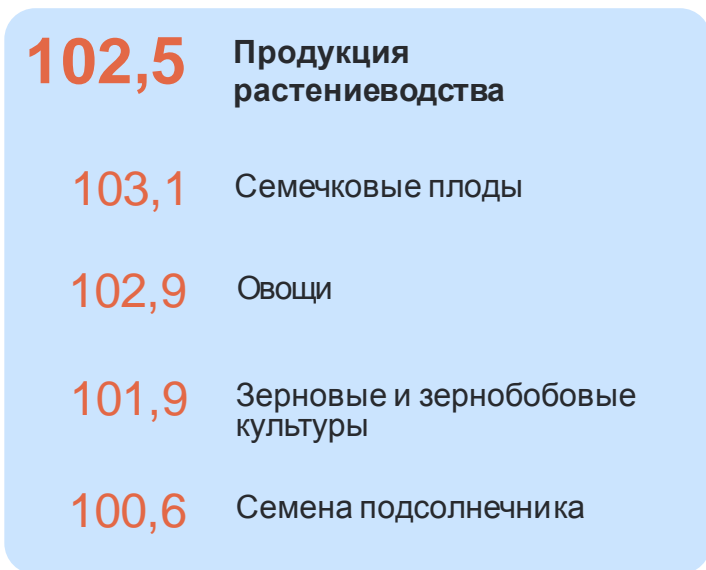 102,5 Продукция
растениеводства
103,1 Семечковые плоды
102,9 Овощи
101,9 Зерновые и зернобобовые
культуры
100,6 Семена подсолнечника